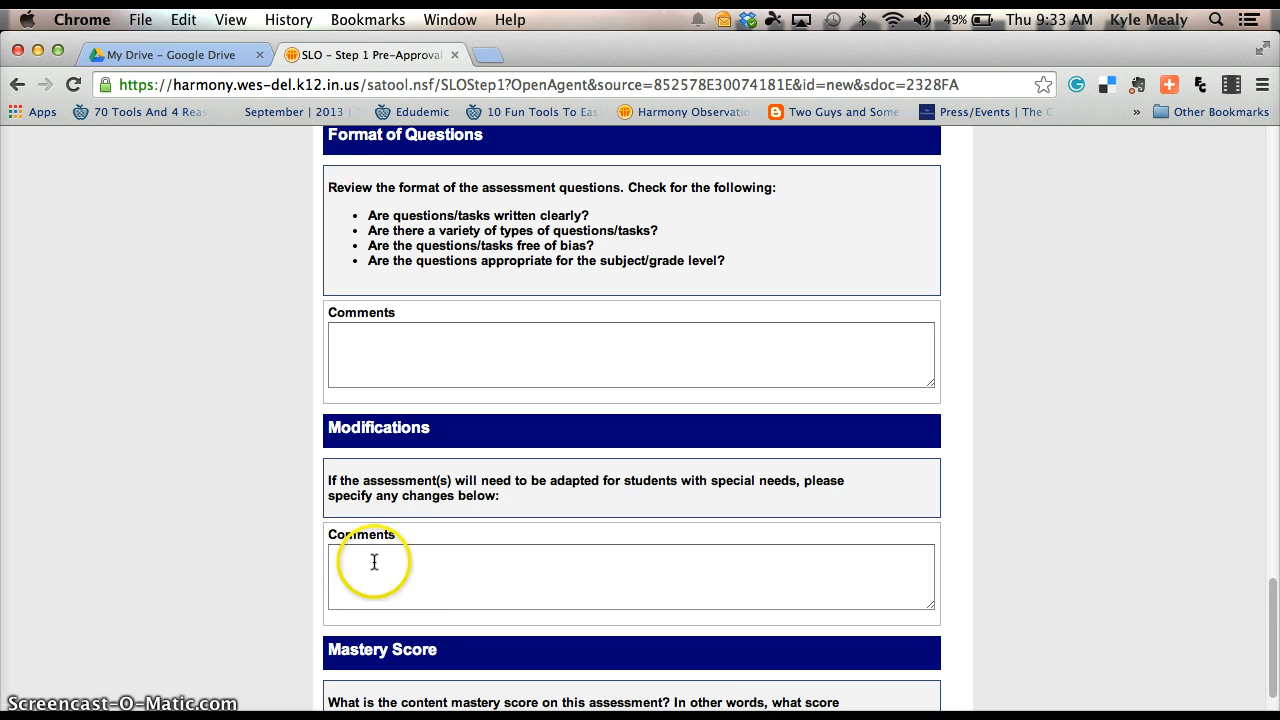 Chrome File Edit View History Bookmarks Window Help 49% Thu 9:33 AM Kyle Mealy
My Drive – Google Drive × SLO – Step 1 Pre-Approval ×
https://harmony.wes-del.k12.in.us/satool.nsf/SLOStep1?OpenAgent&source=852578E30074181E&id=new&sdoc=2328FA
Apps 70 Tools And 4 Reas September | 2013 | Edudemic 10 Fun Tools To Eas Harmony Observatio Two Guys and Some Press/Events | The C » Other Bookmarks
Format of Questions
Review the format of the assessment questions. Check for the following:
• Are questions/tasks written clearly?
• Are there a variety of types of questions/tasks?
• Are the questions/tasks free of bias?
• Are the questions appropriate for the subject/grade level?
Comments
Modifications
If the assessment(s) will need to be adapted for students with special needs, please
specify any changes below:
Comments
Mastery Score
What is the content mastery score on this assessment? In other words, what score
Screencast-O-Matic.com